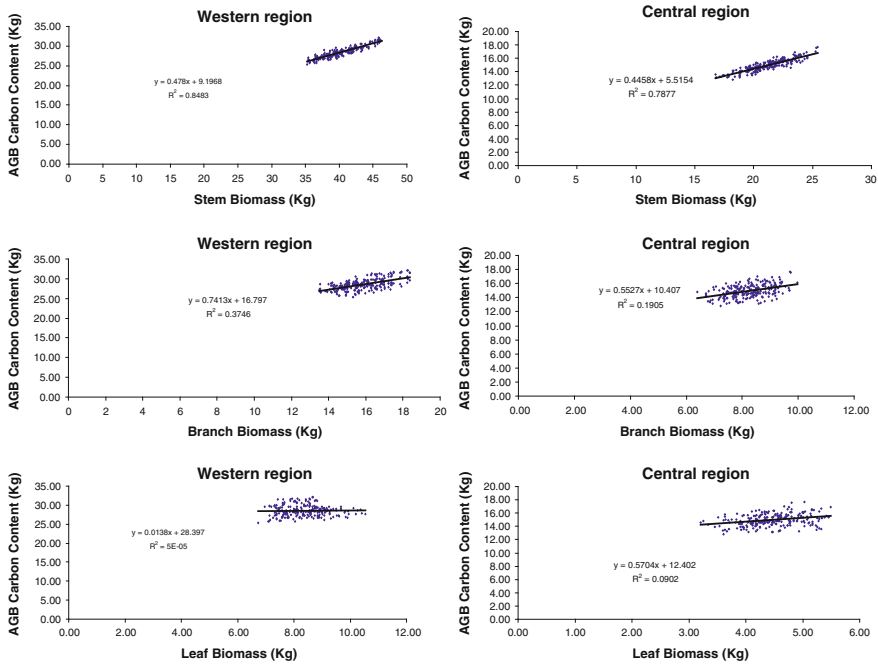 Western region
AGB Carbon Content (Kg)
35.00
30.00
25.00
20.00
15.00
10.00
5.00
0.00
y = 0.478x + 9.1968
R² = 0.8483
0 5 10 15 20 25 30 35 40 45 50
Stem Biomass (Kg)
Central region
AGB Carbon Content (Kg)
20.00
18.00
16.00
14.00
12.00
10.00
8.00
6.00
4.00
2.00
0.00
y = 0.4458x + 5.5154
R² = 0.7877
0 5 10 15 20 25 30
Stem Biomass (Kg)
Western region
AGB Carbon Content (Kg)
35.00
30.00
25.00
20.00
15.00
10.00
5.00
0.00
y = 0.7413x + 16.797
R² = 0.3746
0 2 4 6 8 10 12 14 16 18 20
Branch Biomass (Kg)
Central region
AGB Carbon Content (Kg)
20.00
18.00
16.00
14.00
12.00
10.00
8.00
6.00
4.00
2.00
0.00
y = 0.5527x + 10.407
R² = 0.1905
0.00 2.00 4.00 6.00 8.00 10.00 12.00
Branch Biomass (Kg)
Western region
AGB Carbon Content (Kg)
35.00
30.00
25.00
20.00
15.00
10.00
5.00
0.00
y = 0.0138x + 28.397
R² = 5E-05
0.00 2.00 4.00 6.00 8.00 10.00 12.00
Leaf Biomass (Kg)
Central region
AGB Carbon Content (Kg)
20.00
18.00
16.00
14.00
12.00
10.00
8.00
6.00
4.00
2.00
0.00
y = 0.5704x + 12.402
R² = 0.0902
0.00 1.00 2.00 3.00 4.00 5.00 6.00
Leaf Biomass (Kg)